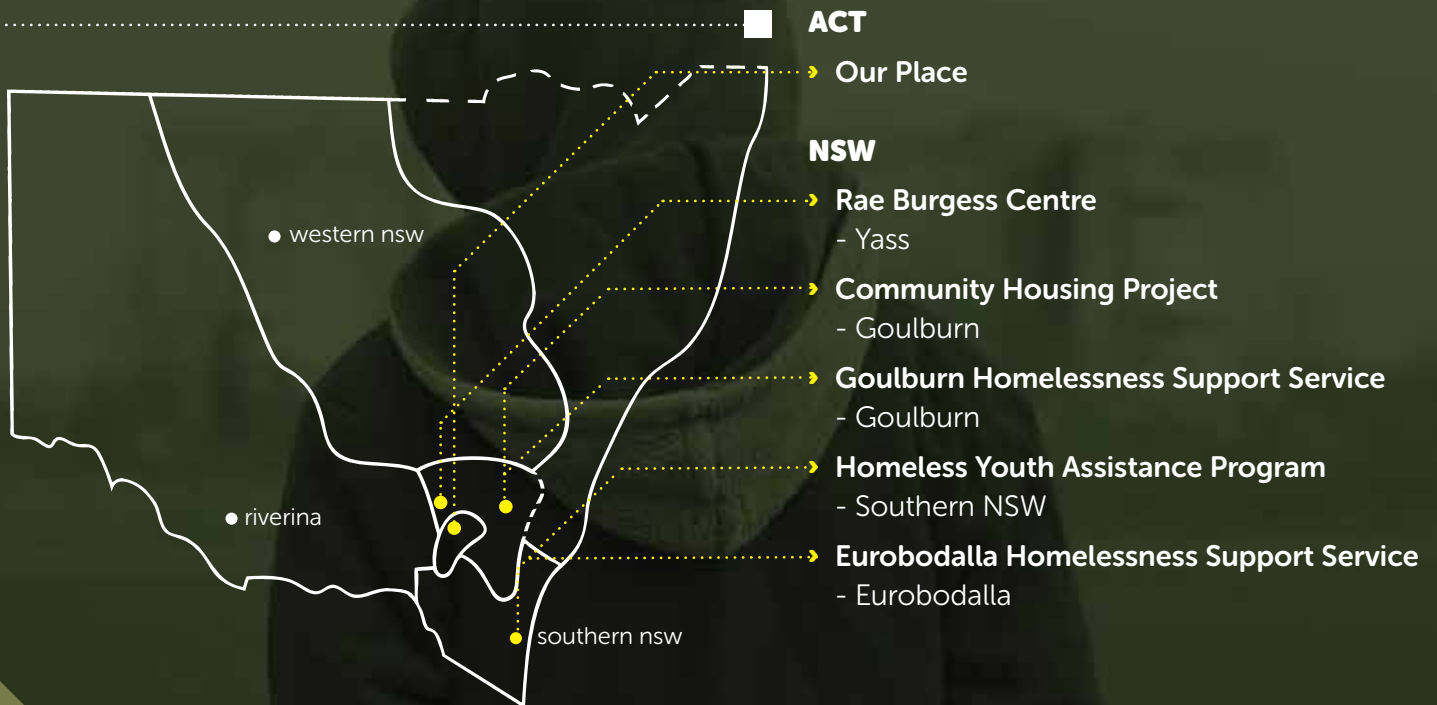 ACT
Our Place
NSW
Rae Burgess Centre
- Yass
Community Housing Project
- Goulburn
Goulburn Homelessness Support Service
- Goulburn
Homeless Youth Assistance Program
- Southern NSW
Eurobodalla Homelessness Support Service
- Eurobodalla
western nsw
riverina
southern nsw